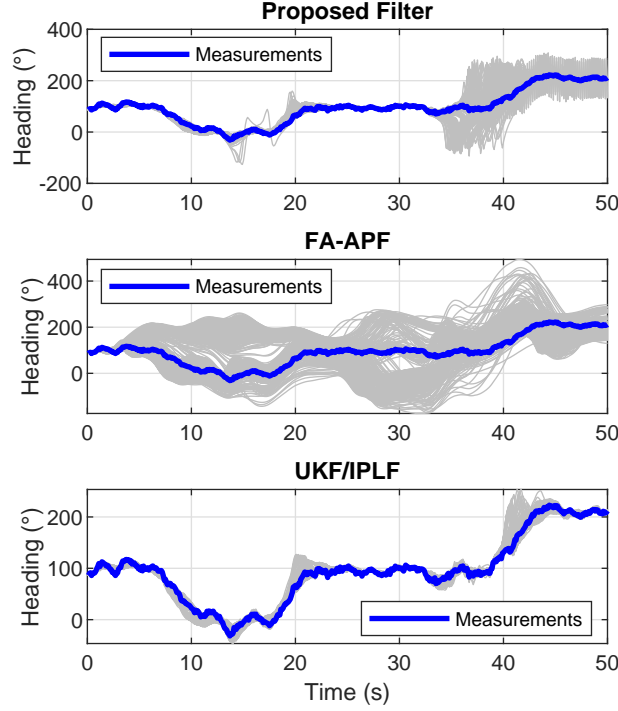 Proposed Filter
400
200
0
-200
Heading (°)
Measurements
0 10 20 30 40 50
FA-APF
400
200
0
Heading (°)
Measurements
0 10 20 30 40 50
UKF/IPLF
200
100
0
Heading (°)
Measurements
0 10 20 30 40 50
Time (s)